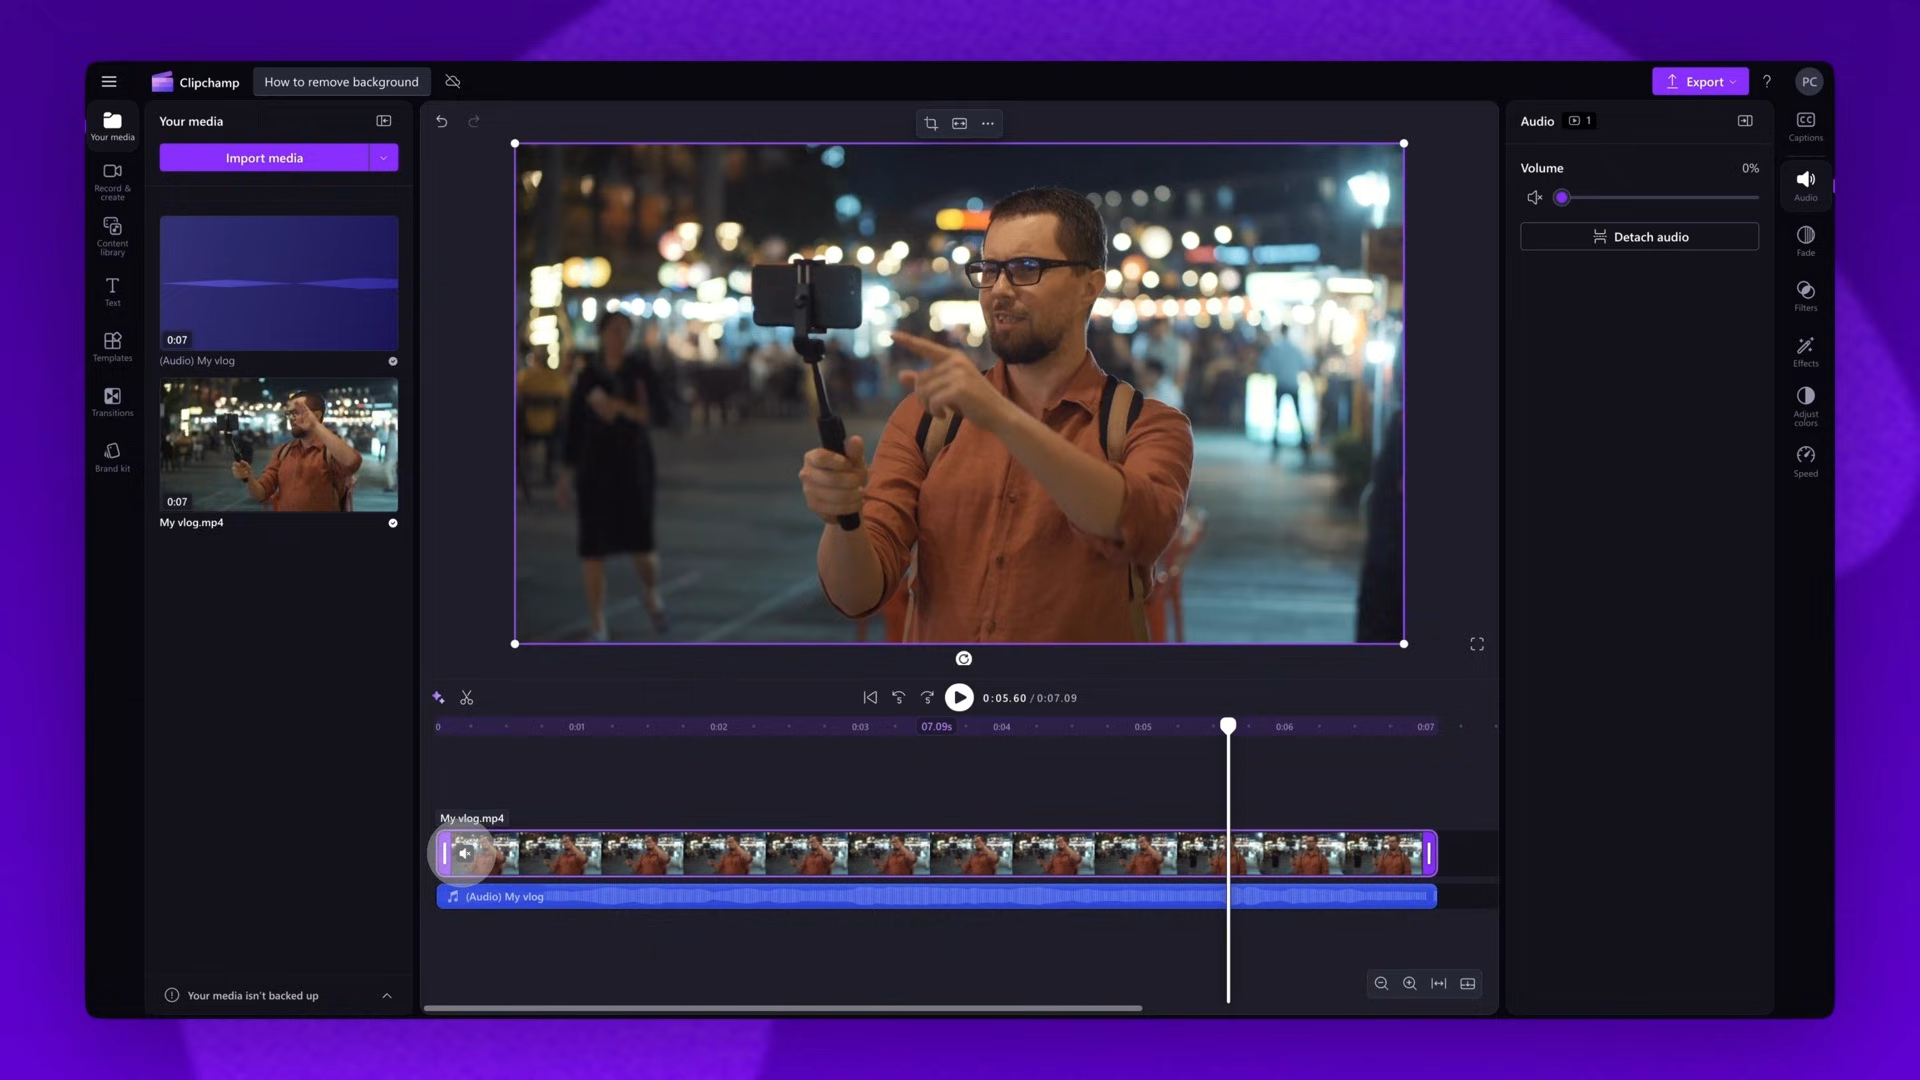 Clipchamp
How to remove background
Export
?
PC
Your media
Record &
create
Content
library
Text
Templates
Transitions
Brand kit
Your media
Import media
0:07
(Audio) My vlog
0:07
My vlog.mp4
Your media isn't backed up
0:05.60 / 0:07.09
0
0:01
0:02
0:03
07.09s
0:04
0:05
0:06
0:07
My vlog.mp4
(Audio) My vlog
Audio 1
Volume 0%
Detach audio
CC
Captions
Audio
Fade
Filters
Effects
Adjust
colors
Speed